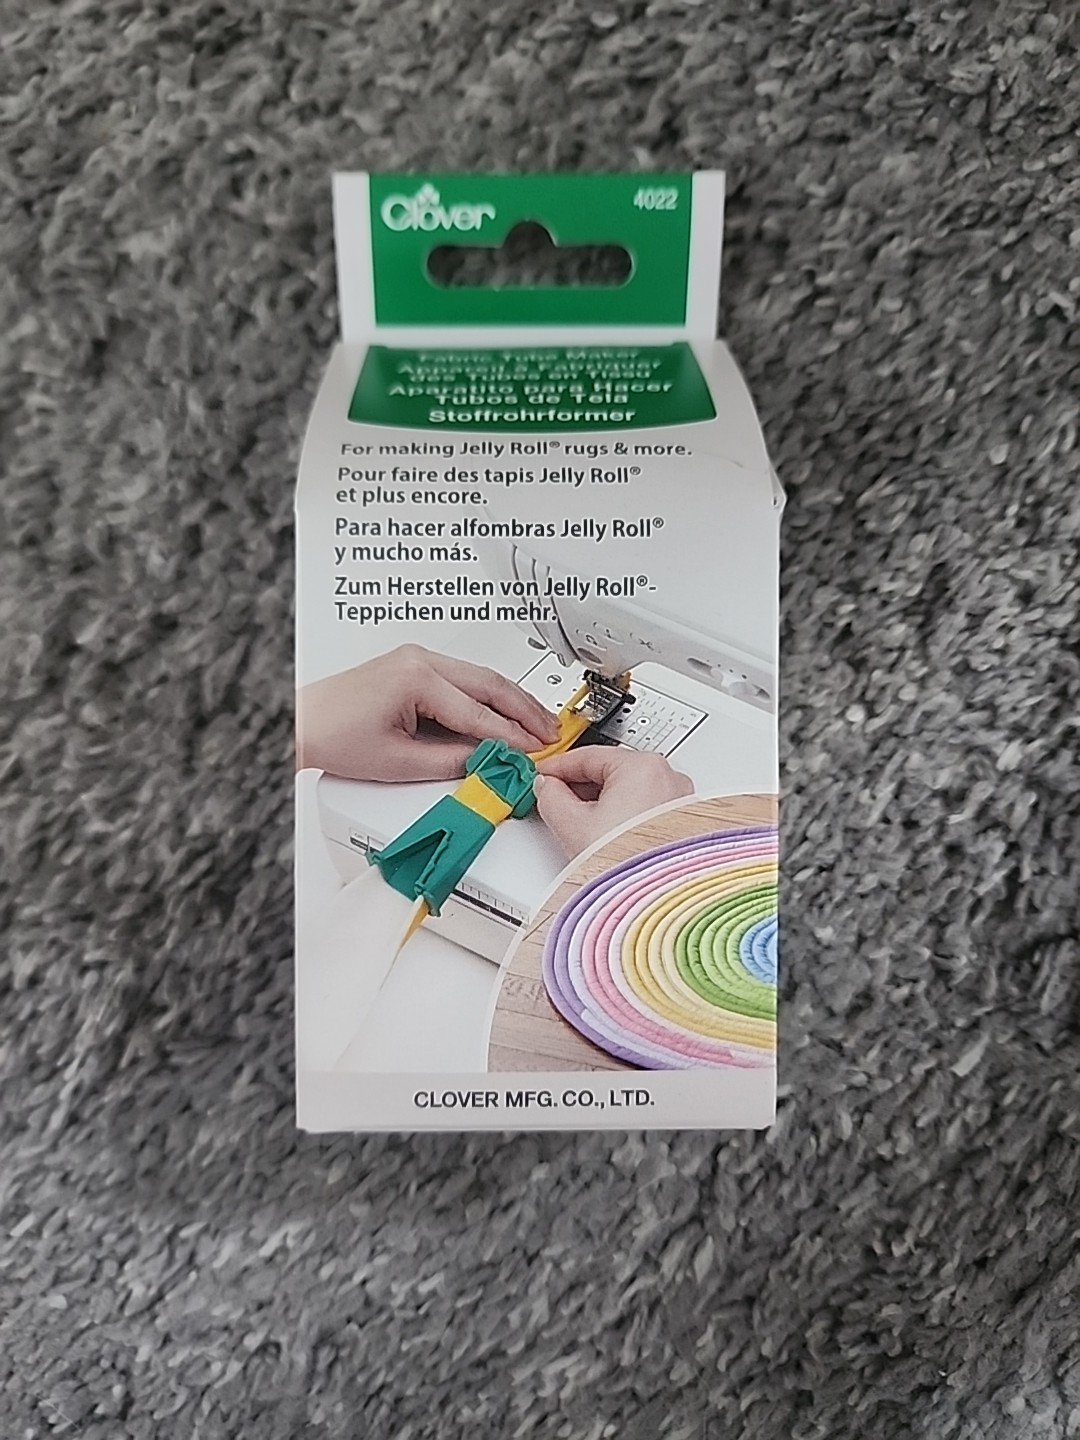 Clover
4022
Fabric Tube Maker
Appareil à Fabriquer
des Tubes en Tissu
Aparatito para Hacer
Tubos de Tela
Stoffrohrformer
For making Jelly Roll® rugs & more.
Pour faire des tapis Jelly Roll®
et plus encore.
Para hacer alfombras Jelly Roll®
y mucho más.
Zum Herstellen von Jelly Roll®-
Teppichen und mehr.
CLOVER MFG. CO., LTD.